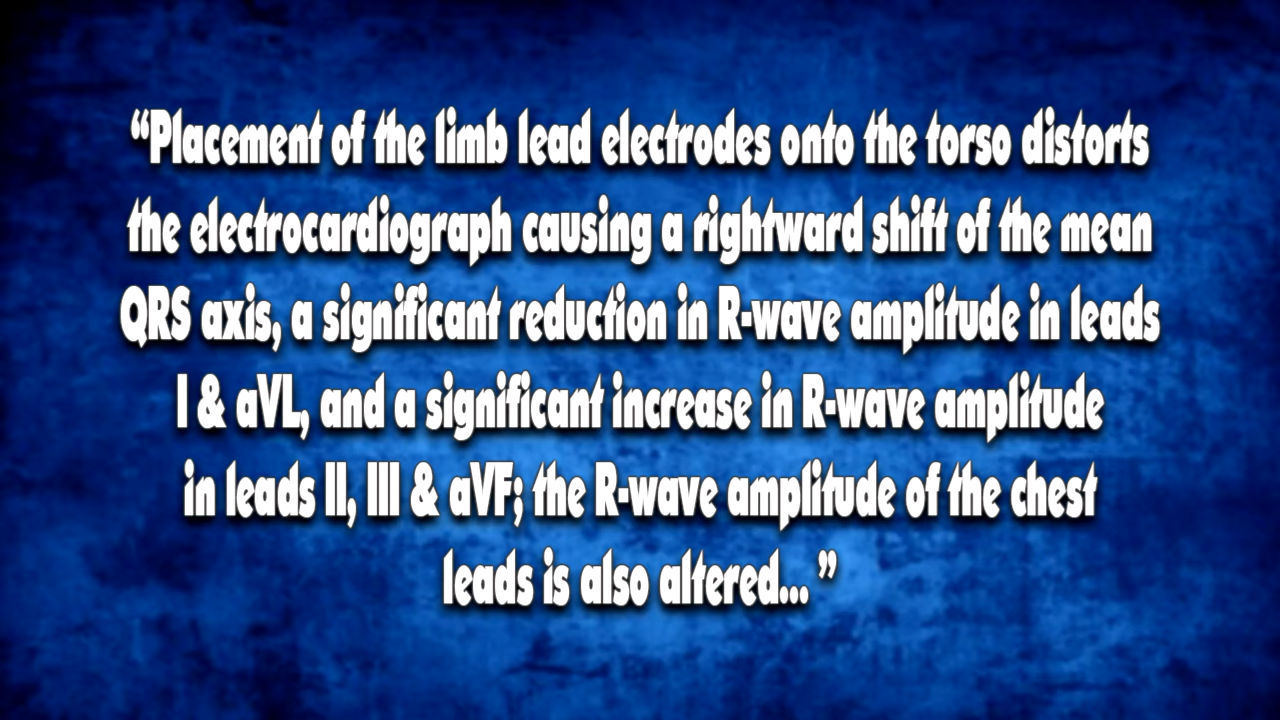 “Placement of the limb lead electrodes onto the torso distorts
the electrocardiograph causing a rightward shift of the mean
QRS axis, a significant reduction in R-wave amplitude in leads
I & aVL, and a significant increase in R-wave amplitude
in leads II, III & aVF; the R-wave amplitude of the chest
leads is also altered... ”